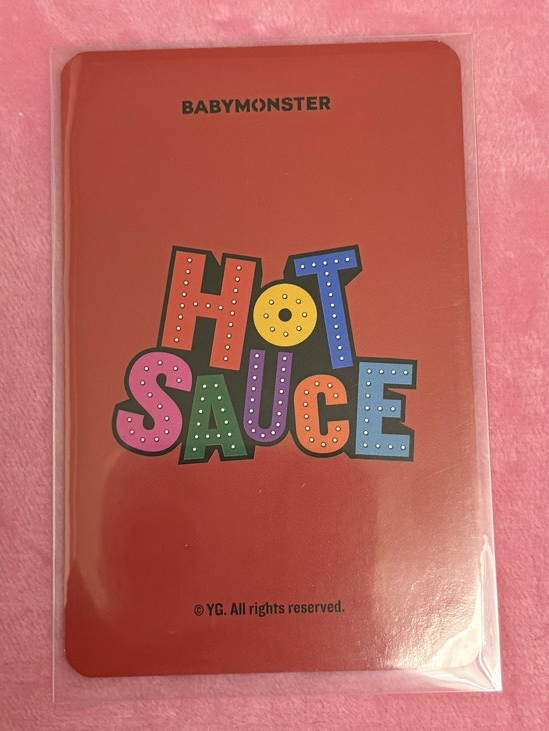 BABYMONSTER
HOT
SAUCE
© YG. All rights reserved.